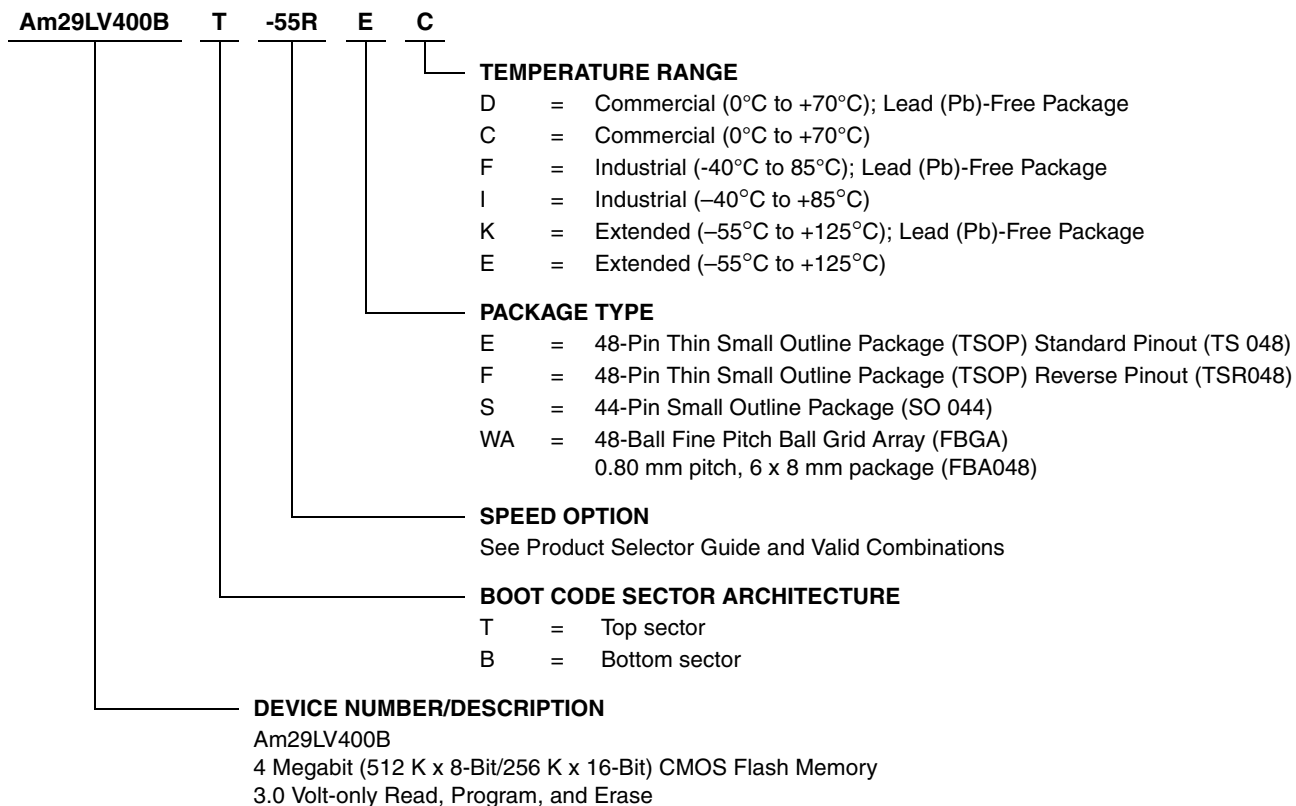 Am29LV400B T -55R E C
TEMPERATURE RANGE
D = Commercial (0°C to +70°C); Lead (Pb)-Free Package
C = Commercial (0°C to +70°C)
F = Industrial (-40°C to 85°C); Lead (Pb)-Free Package
I = Industrial (–40°C to +85°C)
K = Extended (–55°C to +125°C); Lead (Pb)-Free Package
E = Extended (–55°C to +125°C)
PACKAGE TYPE
E = 48-Pin Thin Small Outline Package (TSOP) Standard Pinout (TS 048)
F = 48-Pin Thin Small Outline Package (TSOP) Reverse Pinout (TSR048)
S = 44-Pin Small Outline Package (SO 044)
WA = 48-Ball Fine Pitch Ball Grid Array (FBGA)
0.80 mm pitch, 6 x 8 mm package (FBA048)
SPEED OPTION
See Product Selector Guide and Valid Combinations
BOOT CODE SECTOR ARCHITECTURE
T = Top sector
B = Bottom sector
DEVICE NUMBER/DESCRIPTION
Am29LV400B
4 Megabit (512 K x 8-Bit/256 K x 16-Bit) CMOS Flash Memory
3.0 Volt-only Read, Program, and Erase